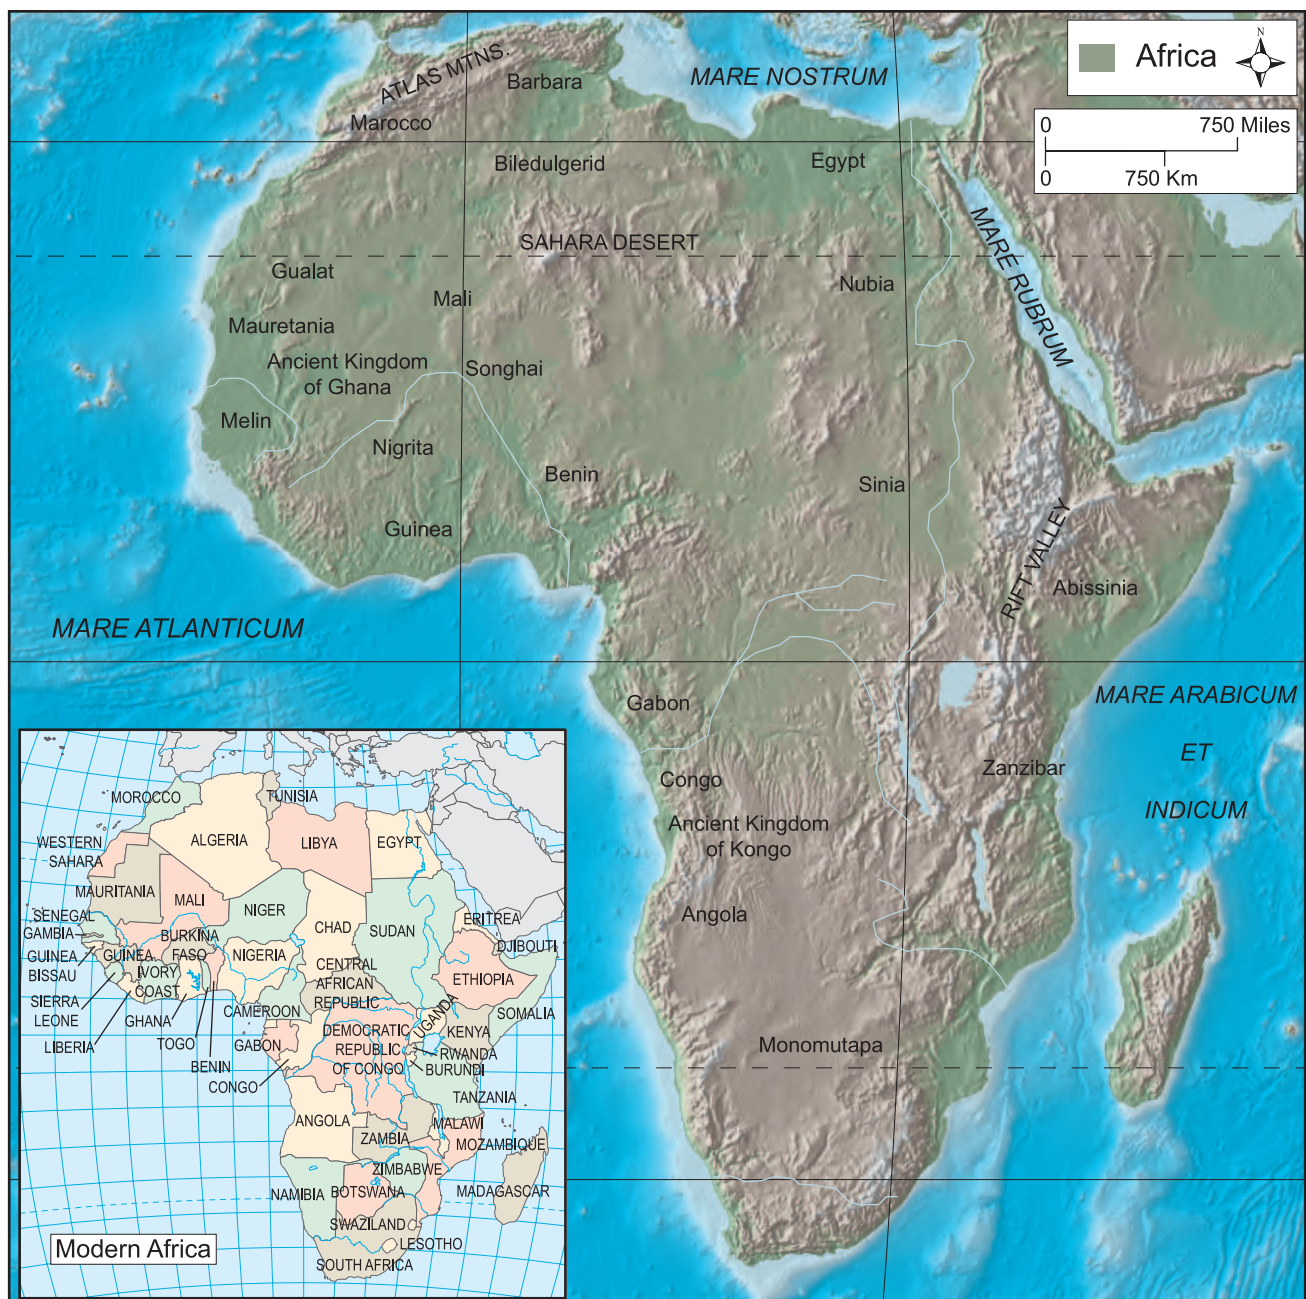 N
Africa
0 750 Miles
0 750 Km
MARE NOSTRUM
ATLAS MTNS.
Barbara
Marocco
Biledulgerid
Egypt
MARE RUBRUM
SAHARA DESERT
Gualat
Nubia
Mali
Mauretania
Ancient Kingdom
of Ghana
Songhai
Melin
Nigrita
Benin
Sinia
Guinea
RIFT VALLEY
Abissinia
MARE ATLANTICUM
Gabon
MARE ARABICUM
ET
INDICUM
Congo
Zanzibar
Ancient Kingdom
of Kongo
Angola
Monomutapa
MOROCCO
TUNISIA
WESTERN
SAHARA
ALGERIA
LIBYA
EGYPT
MAURITANIA
MALI
NIGER
CHAD
SUDAN
ERITREA
DJIBOUTI
SENEGAL
GAMBIA
GUINEA
BISSAU
GUINEA
BURKINA
FASO
NIGERIA
CENTRAL
AFRICAN
REPUBLIC
ETHIOPIA
IVORY
COAST
SIERRA
LEONE
LIBERIA
GHANA
TOGO
BENIN
CAMEROON
SOMALIA
UGANDA
KENYA
GABON
CONGO
DEMOCRATIC
REPUBLIC
OF CONGO
RWANDA
BURUNDI
TANZANIA
ANGOLA
ZAMBIA
MALAWI
MOZAMBIQUE
ZIMBABWE
NAMIBIA
BOTSWANA
MADAGASCAR
SWAZILAND
LESOTHO
SOUTH AFRICA
Modern Africa